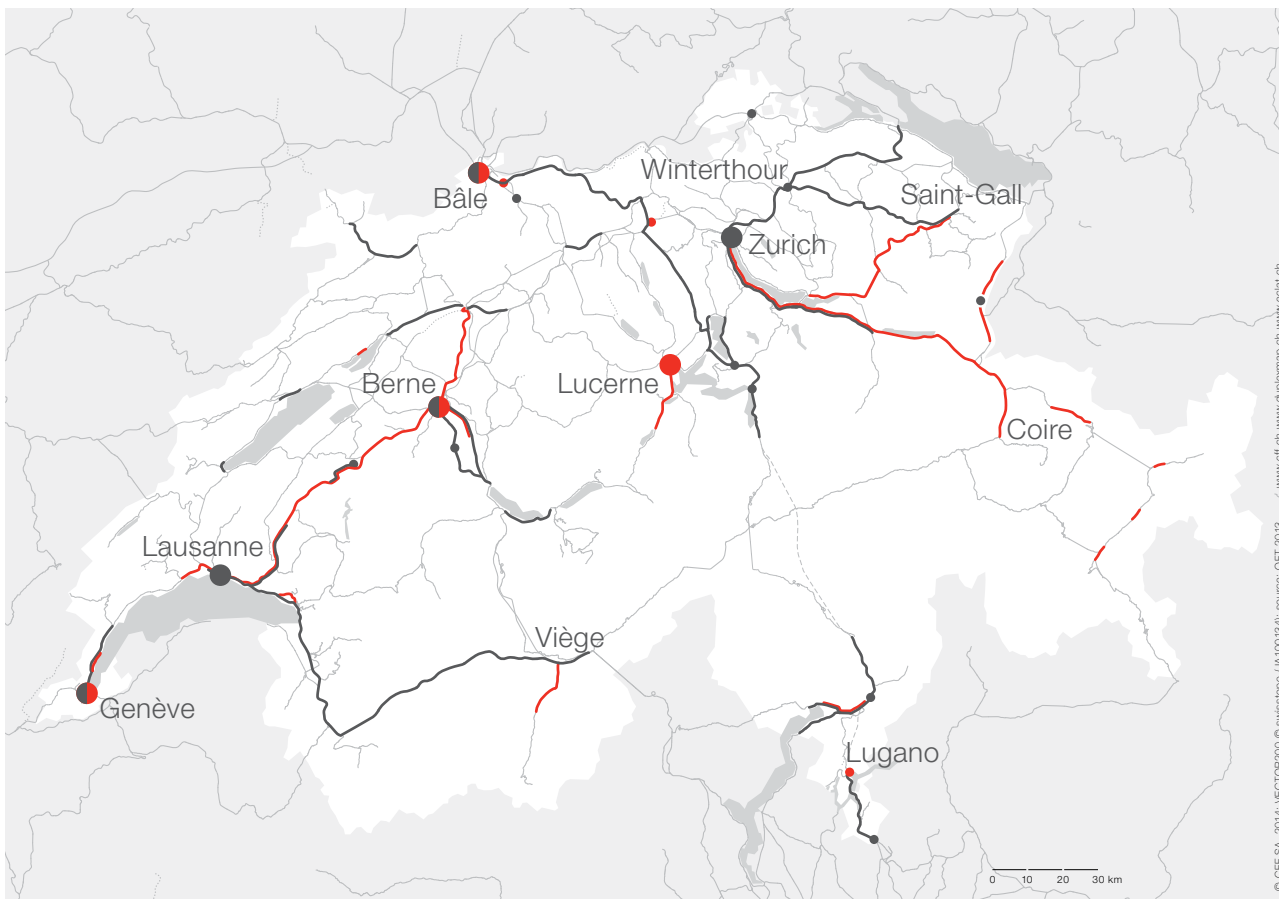 Winterthour
Bâle
Saint-Gall
Zurich
Berne
Lucerne
Coire
Lausanne
Viège
Genève
Lugano
0 10 20 30 km